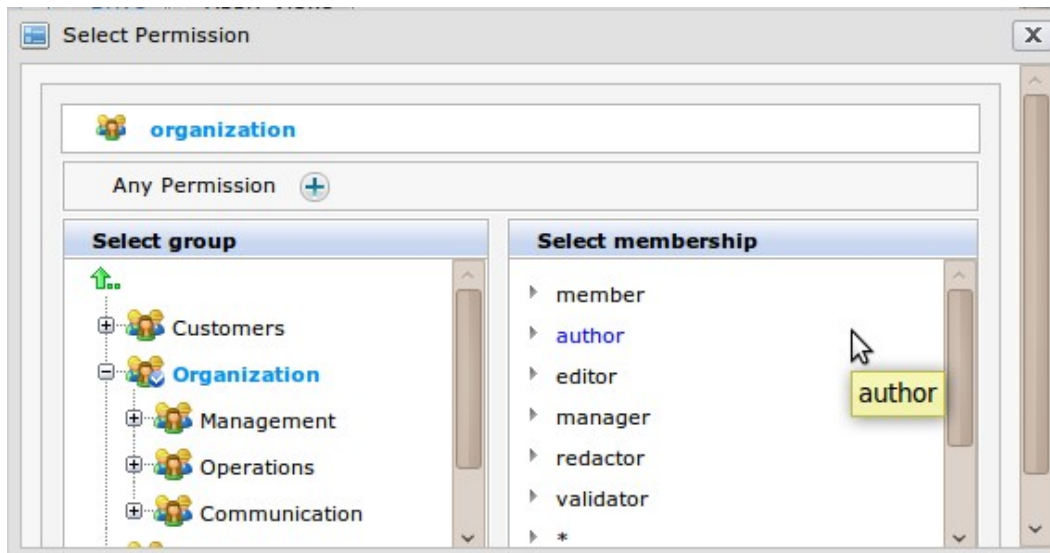 Select Permission
X
organization
Any Permission
Select group
Select membership
Customers
Organization
Management
Operations
Communication
member
author
editor
manager
redactor
validator
*
author